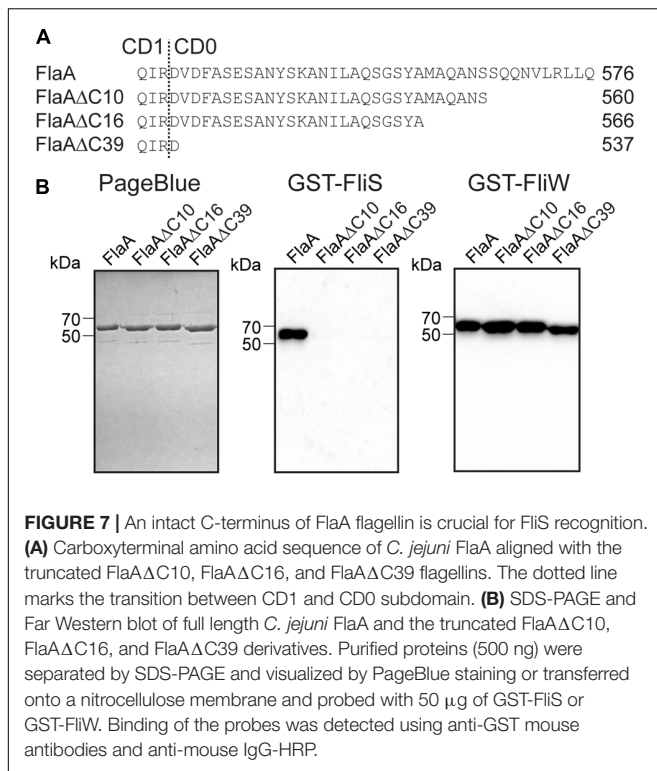 A
CD1 CD0
FlaA QIRDVDFASESANYSKANILAQSGSYAMAQANSSQQNVLRLLQ 576
FlaAΔC10 QIRDVDFASESANYSKANILAQSGSYAMAQANS 560
FlaAΔC16 QIRDVDFASESANYSKANILAQSGSYA 566
FlaAΔC39 QIRD 537
B PageBlue GST-FliS GST-FliW
FlaA FlaAΔC10 FlaAΔC16 FlaAΔC39 FlaA FlaAΔC10 FlaAΔC16 FlaAΔC39 FlaA FlaAΔC10 FlaAΔC16 FlaAΔC39
kDa kDa kDa
70 70 70
50 50 50
FIGURE 7 | An intact C-terminus of FlaA flagellin is crucial for FliS recognition.
(A) Carboxyterminal amino acid sequence of C. jejuni FlaA aligned with the
truncated FlaAΔC10, FlaAΔC16, and FlaAΔC39 flagellins. The dotted line
marks the transition between CD1 and CD0 subdomain. (B) SDS-PAGE and
Far Western blot of full length C. jejuni FlaA and the truncated FlaAΔC10,
FlaAΔC16, and FlaAΔC39 derivatives. Purified proteins (500 ng) were
separated by SDS-PAGE and visualized by PageBlue staining or transferred
onto a nitrocellulose membrane and probed with 50 μg of GST-FliS or
GST-FliW. Binding of the probes was detected using anti-GST mouse
antibodies and anti-mouse IgG-HRP.